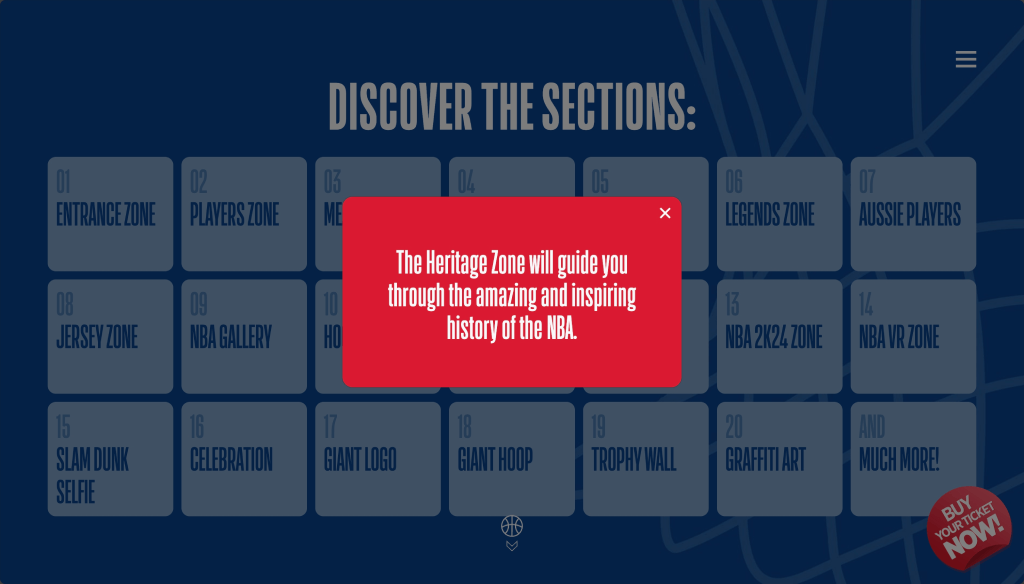 DISCOVER THE SECTIONS:
01
ENTRANCE ZONE
02
PLAYERS ZONE
03
04
05
06
LEGENDS ZONE
07
AUSSIE PLAYERS
The Heritage Zone will guide you
through the amazing and inspiring
history of the NBA.
08
JERSEY ZONE
09
NBA GALLERY
10
13
NBA 2K24 ZONE
14
NBA VR ZONE
15
SLAM DUNK
SELFIE
16
CELEBRATION
17
GIANT LOGO
18
GIANT HOOP
19
TROPHY WALL
20
GRAFFITI ART
AND
MUCH MORE!
BUY
YOUR TICKET
NOW!